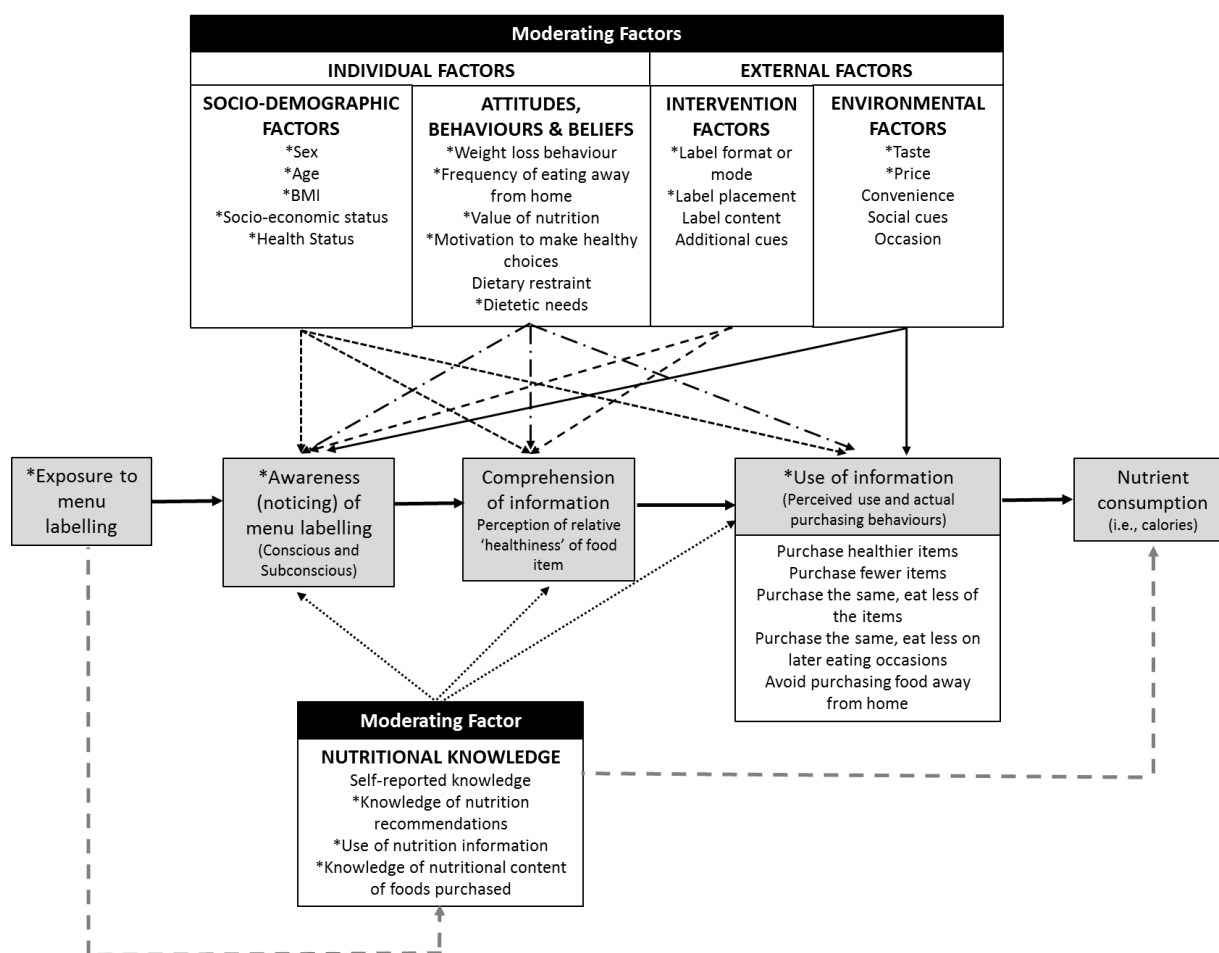 Moderating Factors
INDIVIDUAL FACTORS
EXTERNAL FACTORS
SOCIO-DEMOGRAPHIC
FACTORS
*Sex
*Age
*BMI
*Socio-economic status
*Health Status
ATTITUDES,
BEHAVIOURS & BELIEFS
*Weight loss behaviour
*Frequency of eating away
from home
*Value of nutrition
*Motivation to make healthy
choices
Dietary restraint
*Dietetic needs
INTERVENTION
FACTORS
*Label format or
mode
*Label placement
Label content
Additional cues
ENVIRONMENTAL
FACTORS
*Taste
*Price
Convenience
Social cues
Occasion
*Exposure to
menu
labelling
*Awareness
(noticing) of
menu labelling
(Conscious and
Subconscious)
Comprehension
of information
Perception of relative
‘healthiness’ of food
item
*Use of information
(Perceived use and actual
purchasing behaviours)
Purchase healthier items
Purchase fewer items
Purchase the same, eat less of
the items
Purchase the same, eat less on
later eating occasions
Avoid purchasing food away
from home
Nutrient
consumption
(i.e., calories)
Moderating Factor
NUTRITIONAL KNOWLEDGE
Self-reported knowledge
*Knowledge of nutrition
recommendations
*Use of nutrition information
*Knowledge of nutritional content
of foods purchased